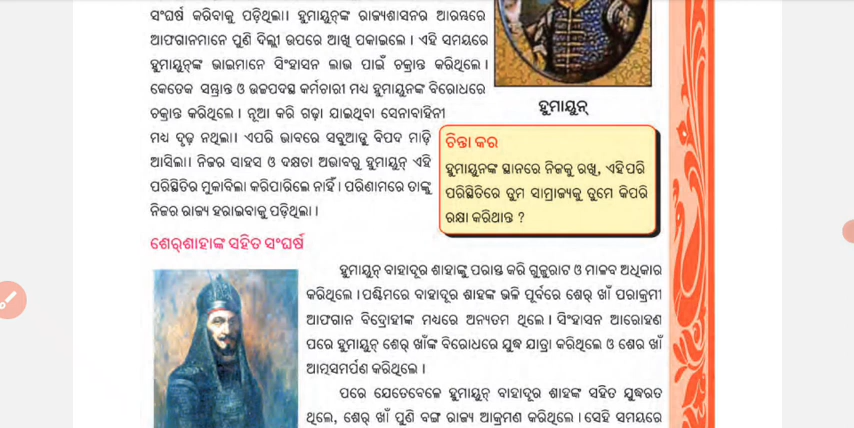 ସଂଘର୍ଷ କରିବାକୁ ପଡ଼ିଥିଲା। ହୁମାୟୁନ୍‌ଙ୍କ ରାଜ୍ୟଶାସନର ଆରମ୍ଭରେ
ଆଫଗାନମାନେ ପୁଣି ଦିଲ୍ଲୀ ଉପରେ ଆଖି ପକାଇଲେ । ଏହି ସମୟରେ
ହୁମାୟୁନ୍‌ଙ୍କ ଭାଇମାନେ ସିଂହାସନ ଲାଭ ପାଇଁ ଚକ୍ରାନ୍ତ କରିଥିଲେ ।
କେତେକ ସମ୍ଭ୍ରାନ୍ତ ଓ ଉଚ୍ଚପଦସ୍ଥ କର୍ମଚାରୀ ମଧ୍ୟ ହୁମାୟୁନଙ୍କ ବିରୋଧରେ
ଚକ୍ରାନ୍ତ କରିଥିଲେ । ନୂଆ କରି ଗଢ଼ା ଯାଇଥିବା ସେନାବାହିନୀ
ମଧ୍ୟ ଦୃଢ଼ ନଥିଲା। ଏପରି ଭାବରେ ସବୁଆଡୁ ବିପଦ ମାଡ଼ି
ଆସିଲା। ନିଜର ସାହସ ଓ ଦକ୍ଷତା ଅଭାବରୁ ହୁମାୟୁନ୍ ଏହି
ପରିସ୍ଥିତିର ମୁକାବିଲା କରିପାରିଲେ ନାହିଁ। ପରିଣାମରେ ତାଙ୍କୁ
ନିଜର ରାଜ୍ୟ ହରାଇବାକୁ ପଡ଼ିଥିଲା ।
ହୁମାୟୁନ୍
ଚିନ୍ତା କର
ହୁମାୟୁନଙ୍କ ସ୍ଥାନରେ ନିଜକୁ ରଖି, ଏହିପରି
ପରିସ୍ଥିତିରେ ତୁମ ସାମ୍ରାଜ୍ୟକୁ ତୁମେ କିପରି
ରକ୍ଷା କରିଥାନ୍ତ ?
ଶେର୍‌ଶାହାଙ୍କ ସହିତ ସଂଘର୍ଷ
ହୁମାୟୁନ୍ ବାହାଦୂର ଶାହାଙ୍କୁ ପରାସ୍ତ କରି ଗୁଜୁରାଟ ଓ ମାଳବ ଅଧିକାର
କରିଥିଲେ । ପଶ୍ଚିମରେ ବାହାଦୂର ଶାହଙ୍କ ଭଳି ପୂର୍ବରେ ଶେର୍ ଖାଁ ପରାକ୍ରମୀ
ଆଫଗାନ ବିଦ୍ରୋହୀଙ୍କ ମଧ୍ୟରେ ଅନ୍ୟତମ ଥିଲେ । ସିଂହାସନ ଆରୋହଣ
ପରେ ହୁମାୟୁନ୍ ଶେର୍ ଖାଁଙ୍କ ବିରୋଧରେ ଯୁଦ୍ଧ ଯାତ୍ରା କରିଥିଲେ ଓ ଶେର ଖାଁ
ଆତ୍ମସମର୍ପଣ କରିଥିଲେ ।
ପରେ ଯେତେବେଳେ ହୁମାୟୁନ୍ ବାହାଦୂର ଶାହଙ୍କ ସହିତ ଯୁଦ୍ଧରତ
ଥିଲେ, ଶେର୍ ଖାଁ ପୁଣି ବଙ୍ଗ ରାଜ୍ୟ ଆକ୍ରମଣ କରିଥିଲେ । ସେହି ସମୟରେ